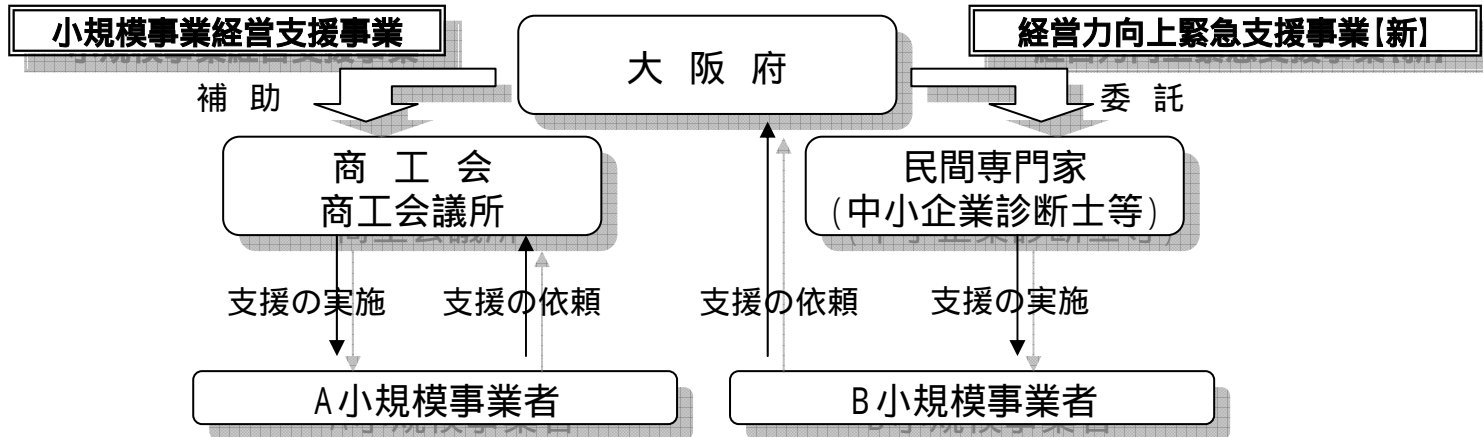 小規模事業経営支援事業
経営力向上緊急支援事業【新】
大 阪 府
補 助
委 託
商 工 会
商工会議所
民間専門家
(中小企業診断士等)
支援の実施
支援の依頼
支援の依頼
支援の実施
A小規模事業者
B小規模事業者